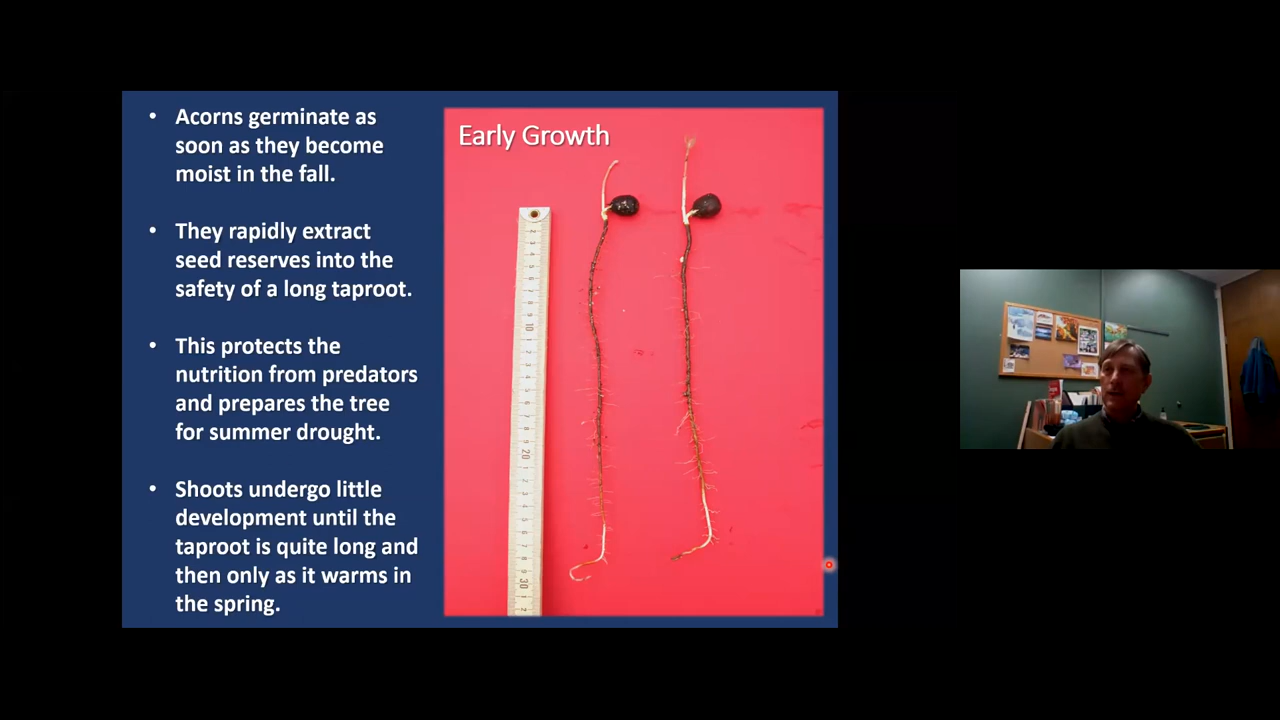 • Acorns germinate as
soon as they become
moist in the fall.
• They rapidly extract
seed reserves into the
safety of a long taproot.
• This protects the
nutrition from predators
and prepares the tree
for summer drought.
• Shoots undergo little
development until the
taproot is quite long and
then only as it warms in
the spring.
Early Growth
10
20
30